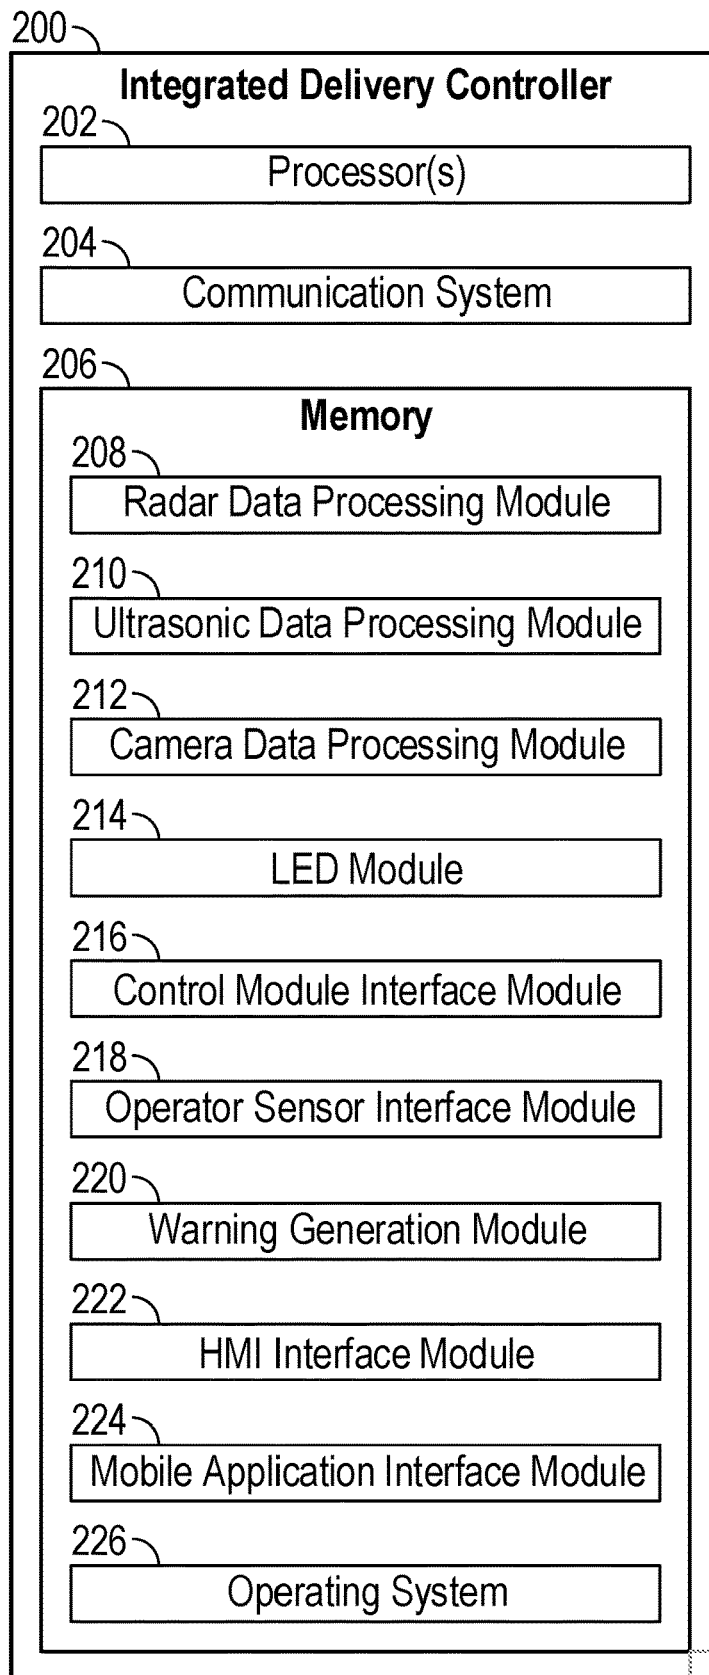 200
Integrated Delivery Controller
202
Processor(s)
204
Communication System
206
Memory
208
Radar Data Processing Module
210
Ultrasonic Data Processing Module
212
Camera Data Processing Module
214
LED Module
216
Control Module Interface Module
218
Operator Sensor Interface Module
220
Warning Generation Module
222
HMI Interface Module
224
Mobile Application Interface Module
226
Operating System